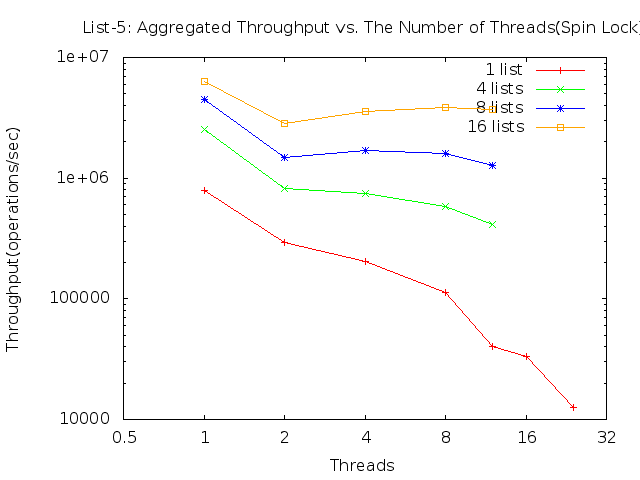 List-5: Aggregated Throughput vs. The Number of Threads(Spin Lock)
1e+07
1 list
4 lists
8 lists
16 lists
1e+06
100000
10000
Throughput(operations/sec)
0.5 1 2 4 8 16 32
Threads